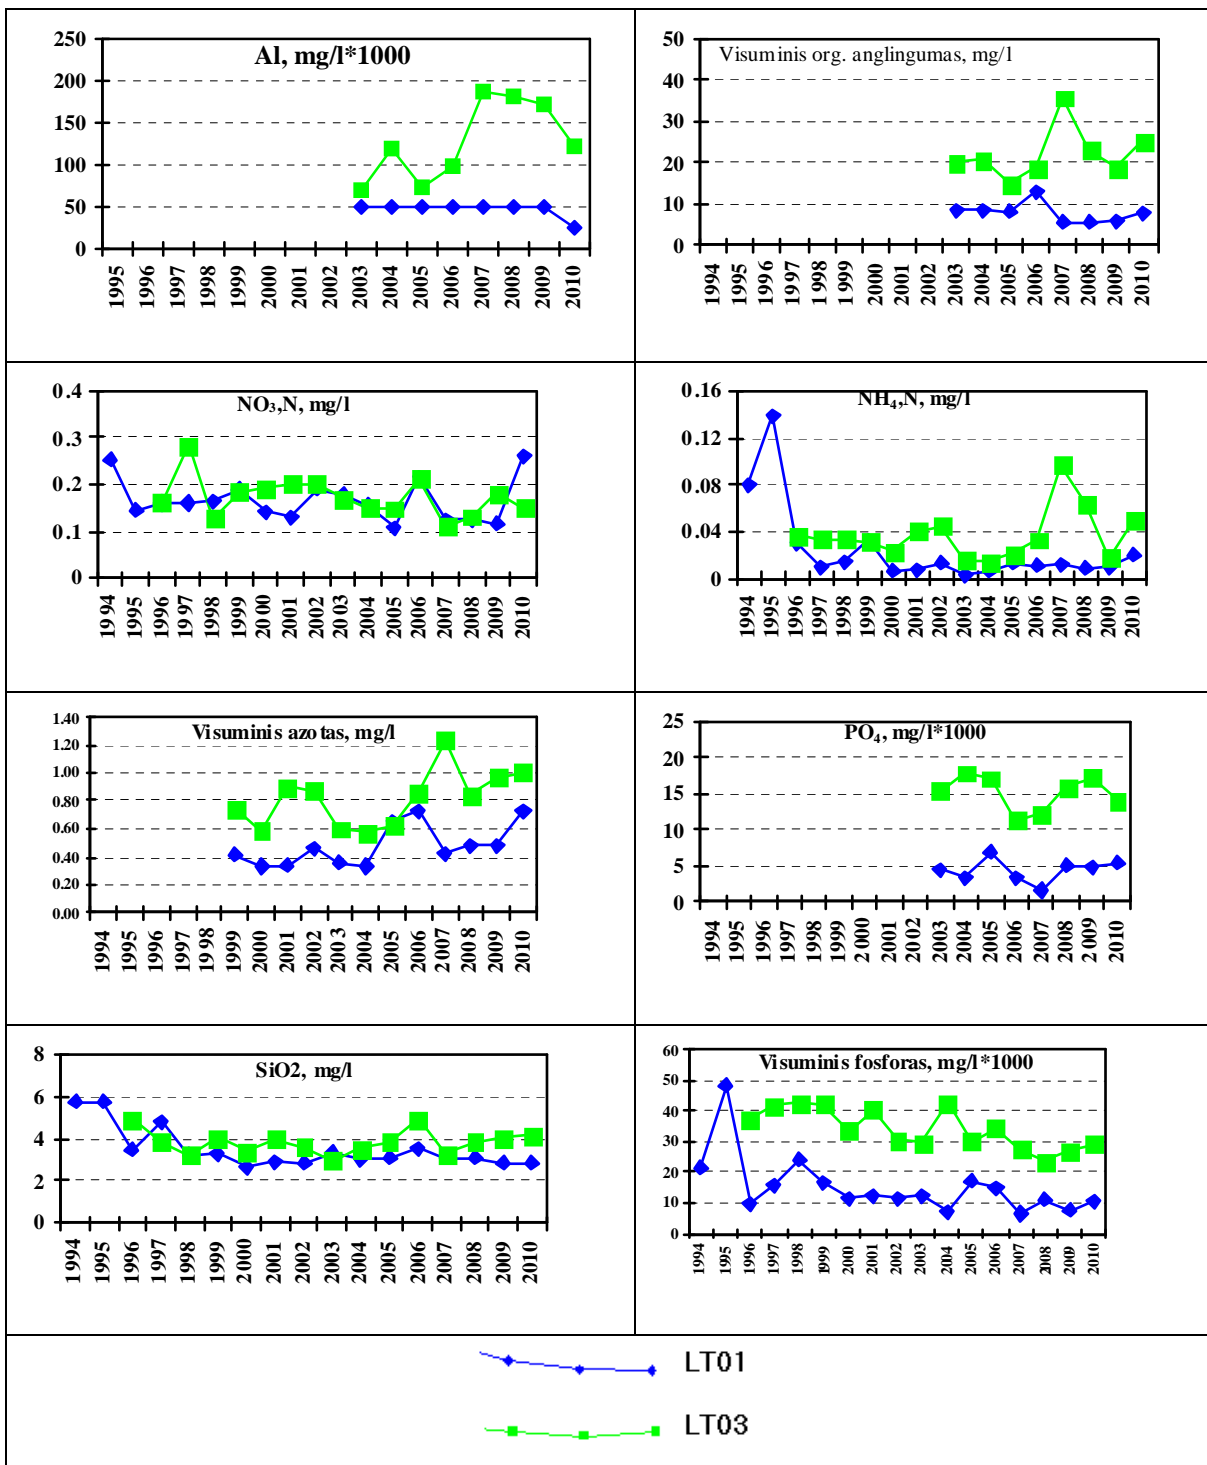 Al, mg/l*1000
250
200
150
100
50
0
1995 1996 1997 1998 1999 2000 2001 2002 2003 2004 2005 2006 2007 2008 2009 2010
Visuminis org. anglingumas, mg/l
50
40
30
20
10
0
1994 1995 1996 1997 1998 1999 2000 2001 2002 2003 2004 2005 2006 2007 2008 2009 2010
NO₃,N, mg/l
0.4
0.3
0.2
0.1
0
1994 1995 1996 1997 1998 1999 2000 2001 2002 2003 2004 2005 2006 2007 2008 2009 2010
NH₄,N, mg/l
0.16
0.12
0.08
0.04
0
1994 1995 1996 1997 1998 1999 2000 2001 2002 2003 2004 2005 2006 2007 2008 2009 2010
Visuminis azotas, mg/l
1.40
1.20
1.00
0.80
0.60
0.40
0.20
0.00
1994 1995 1996 1997 1998 1999 2000 2001 2002 2003 2004 2005 2006 2007 2008 2009 2010
PO₄, mg/l*1000
25
20
15
10
5
0
1994 1995 1996 1997 1998 1999 2000 2001 2002 2003 2004 2005 2006 2007 2008 2009 2010
SiO2, mg/l
8
6
4
2
0
1994 1995 1996 1997 1998 1999 2000 2001 2002 2003 2004 2005 2006 2007 2008 2009 2010
Visuminis fosforas, mg/l*1000
60
50
40
30
20
10
0
1994 1995 1996 1997 1998 1999 2000 2001 2002 2003 2004 2005 2006 2007 2008 2009 2010
LT01
LT03